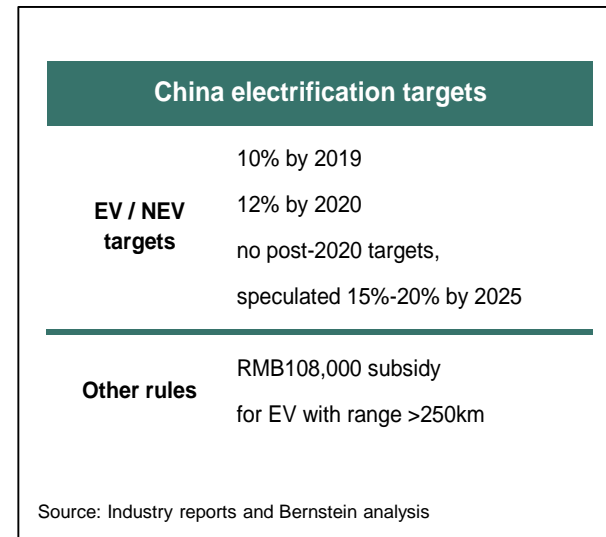 China electrification targets
EV / NEV
targets
10% by 2019
12% by 2020
no post-2020 targets,
speculated 15%-20% by 2025
Other rules
RMB108,000 subsidy
for EV with range >250km
Source: Industry reports and Bernstein analysis